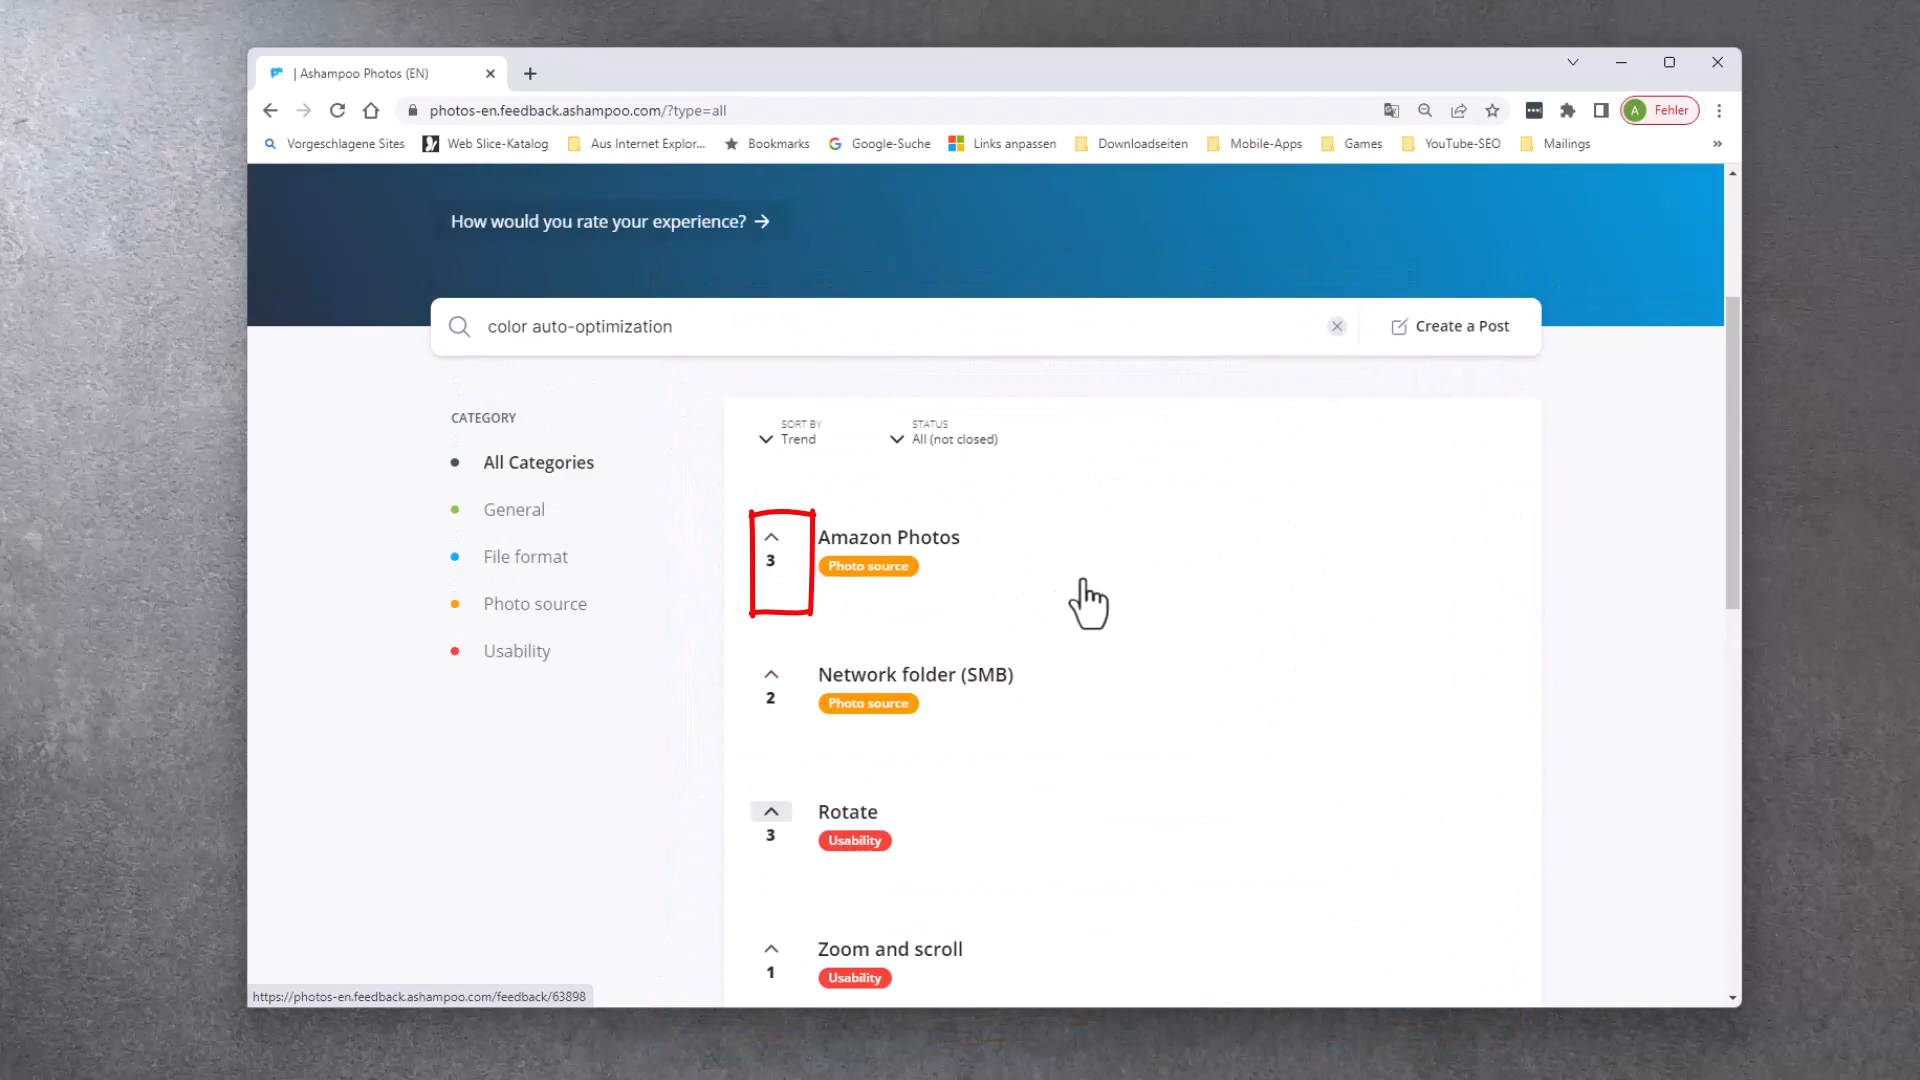 | Ashampoo Photos (EN)
photos-en.feedback.ashampoo.com/?type=all
A Fehler
Vorgeschlagene Sites Web Slice-Katalog Aus Internet Explor... Bookmarks Google-Suche Links anpassen Downloadseiten Mobile-Apps Games YouTube-SEO Mailings »
How would you rate your experience? →
color auto-optimization
Create a Post
CATEGORY
All Categories
General
File format
Photo source
Usability
SORT BY
Trend
STATUS
All (not closed)
Amazon Photos
3
Photo source
Network folder (SMB)
2
Photo source
Rotate
3
Usability
Zoom and scroll
1
Usability
https://photos-en.feedback.ashampoo.com/feedback/63898